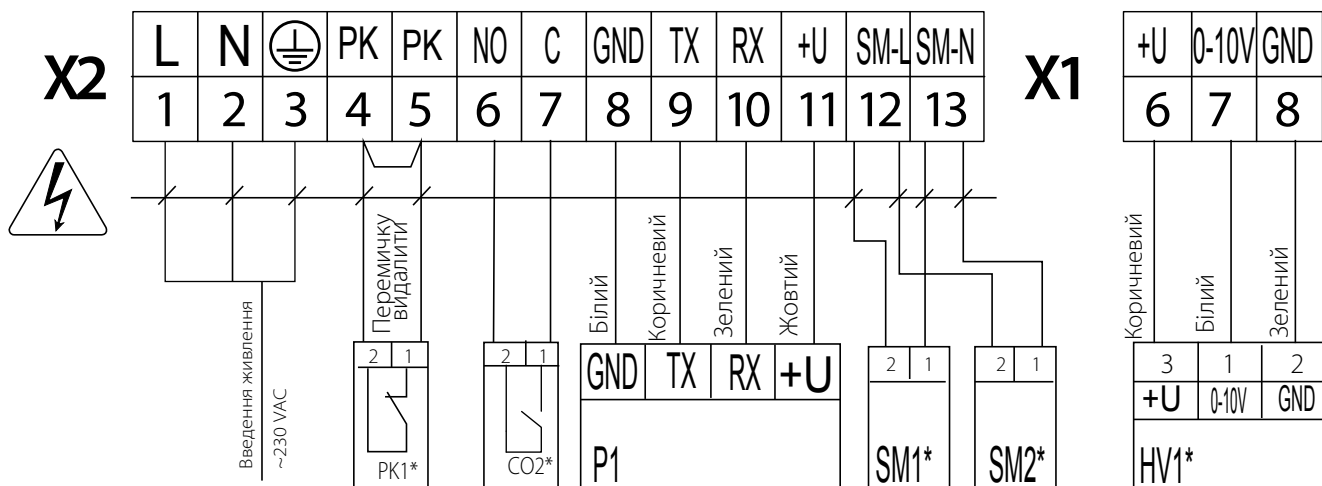 X2
L N PK PK NO C GND TX RX +U SM-L SM-N
1 2 3 4 5 6 7 8 9 10 11 12 13
X1
+U 0-10V GND
6 7 8
Введення живлення
~230 VAC
Перемичку
видалити
Білий
Коричневий
Зелений
Жовтий
Коричневий
Білий
Зелений
2 1
PK1*
2 1
CO2*
GND TX RX +U
P1
2 1
SM1*
2 1
SM2*
3 1 2
+U 0-10V GND
HV1*